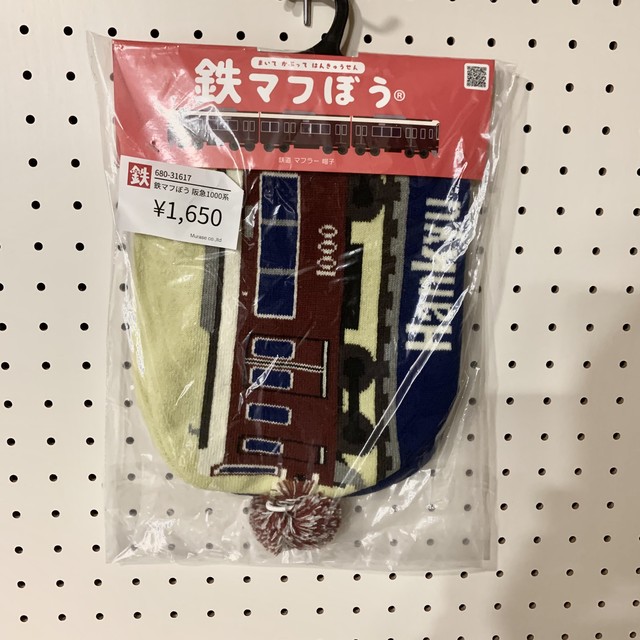 まいて かぶって はんきゅうせん
鉄マフぼう®
鉄道 マフラー 帽子
鉄
680-31617
鉄マフぼう 阪急1000系
¥1,650
1000
Hankyu